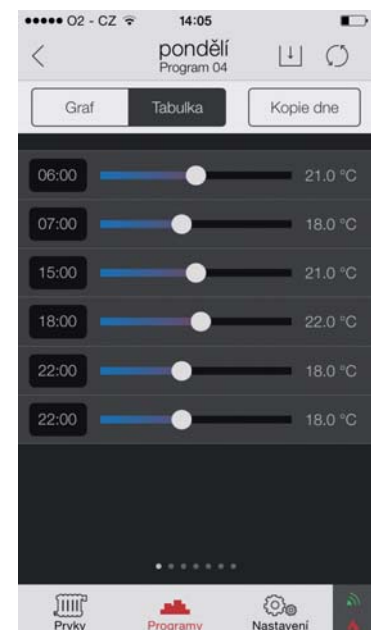 O2 - CZ 14:05
pondělí
Program 04
Graf Tabulka Kopie dne
06:00 21.0 °C
07:00 18.0 °C
15:00 21.0 °C
18:00 22.0 °C
22:00 18.0 °C
22:00 18.0 °C
Prvky Programy Nastavení